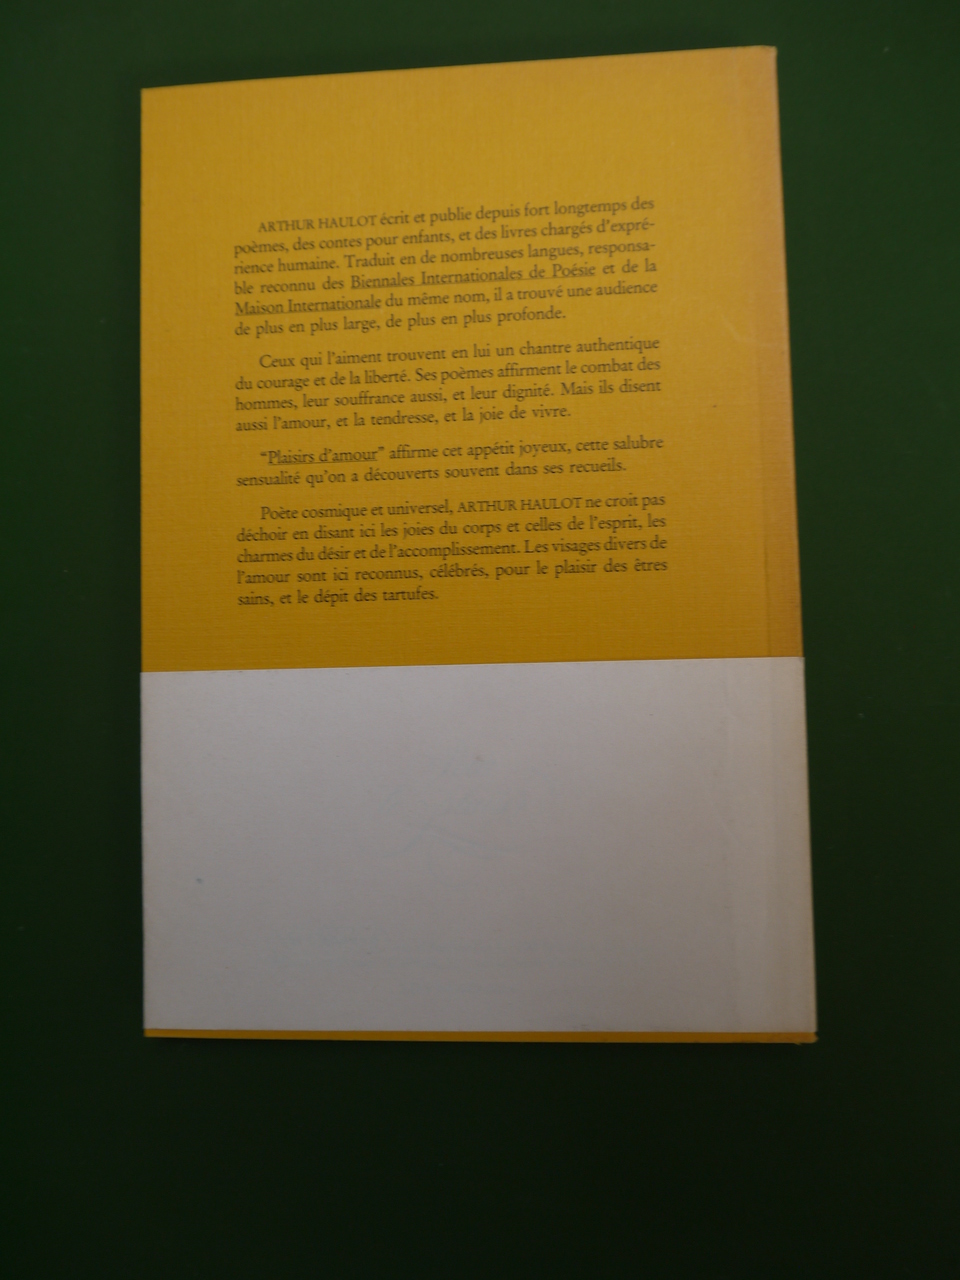 ARTHUR HAULOT écrit et publie depuis fort longtemps des
poèmes, des contes pour enfants, et des livres chargés d'expré-
rience humaine. Traduit en de nombreuses langues, responsa-
ble reconnu des Biennales Internationales de Poésie et de la
Maison Internationale du même nom, il a trouvé une audience
de plus en plus large, de plus en plus profonde.
Ceux qui l'aiment trouvent en lui un chantre authentique
du courage et de la liberté. Ses poèmes affirment le combat des
hommes, leur souffrance aussi, et leur dignité. Mais ils disent
aussi l'amour, et la tendresse, et la joie de vivre.
“Plaisirs d'amour” affirme cet appétit joyeux, cette salubre
sensualité qu'on a découverts souvent dans ses recueils.
Poète cosmique et universel, ARTHUR HAULOT ne croit pas
déchoir en disant ici les joies du corps et celles de l'esprit, les
charmes du désir et de l'accomplissement. Les visages divers de
l'amour sont ici reconnus, célébrés, pour le plaisir des êtres
sains, et le dépit des tartufes.